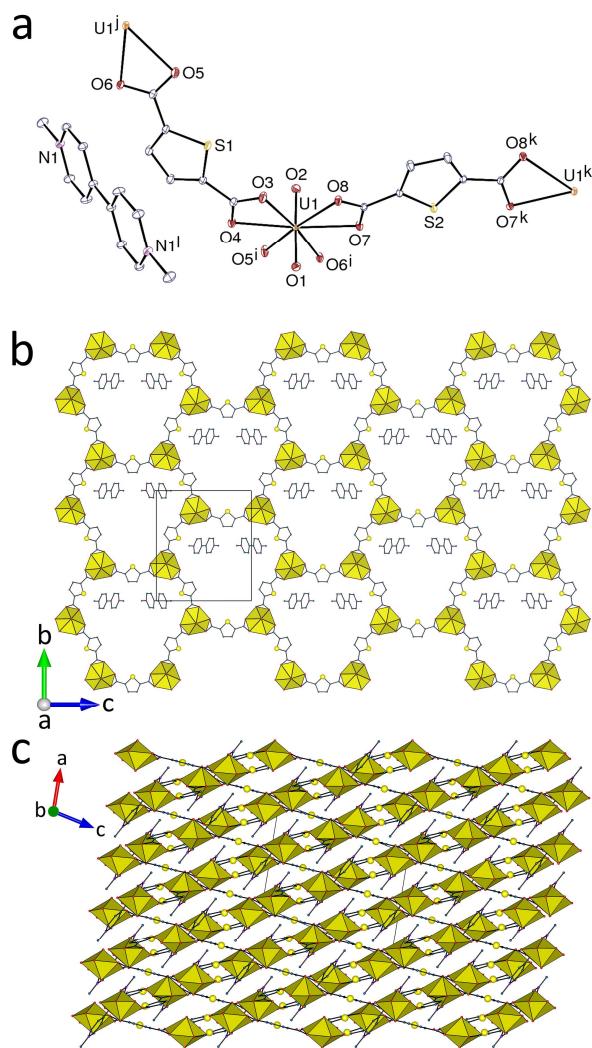 a
U1ʲ
O6 O5
N1 S1
O3 O2 O8 O8ᵏ
U1 U1ᵏ
O4 O7 S2 O7ᵏ
N1ˡ O5ⁱ O6ⁱ
O1
b
b
a c
c
a
b
c